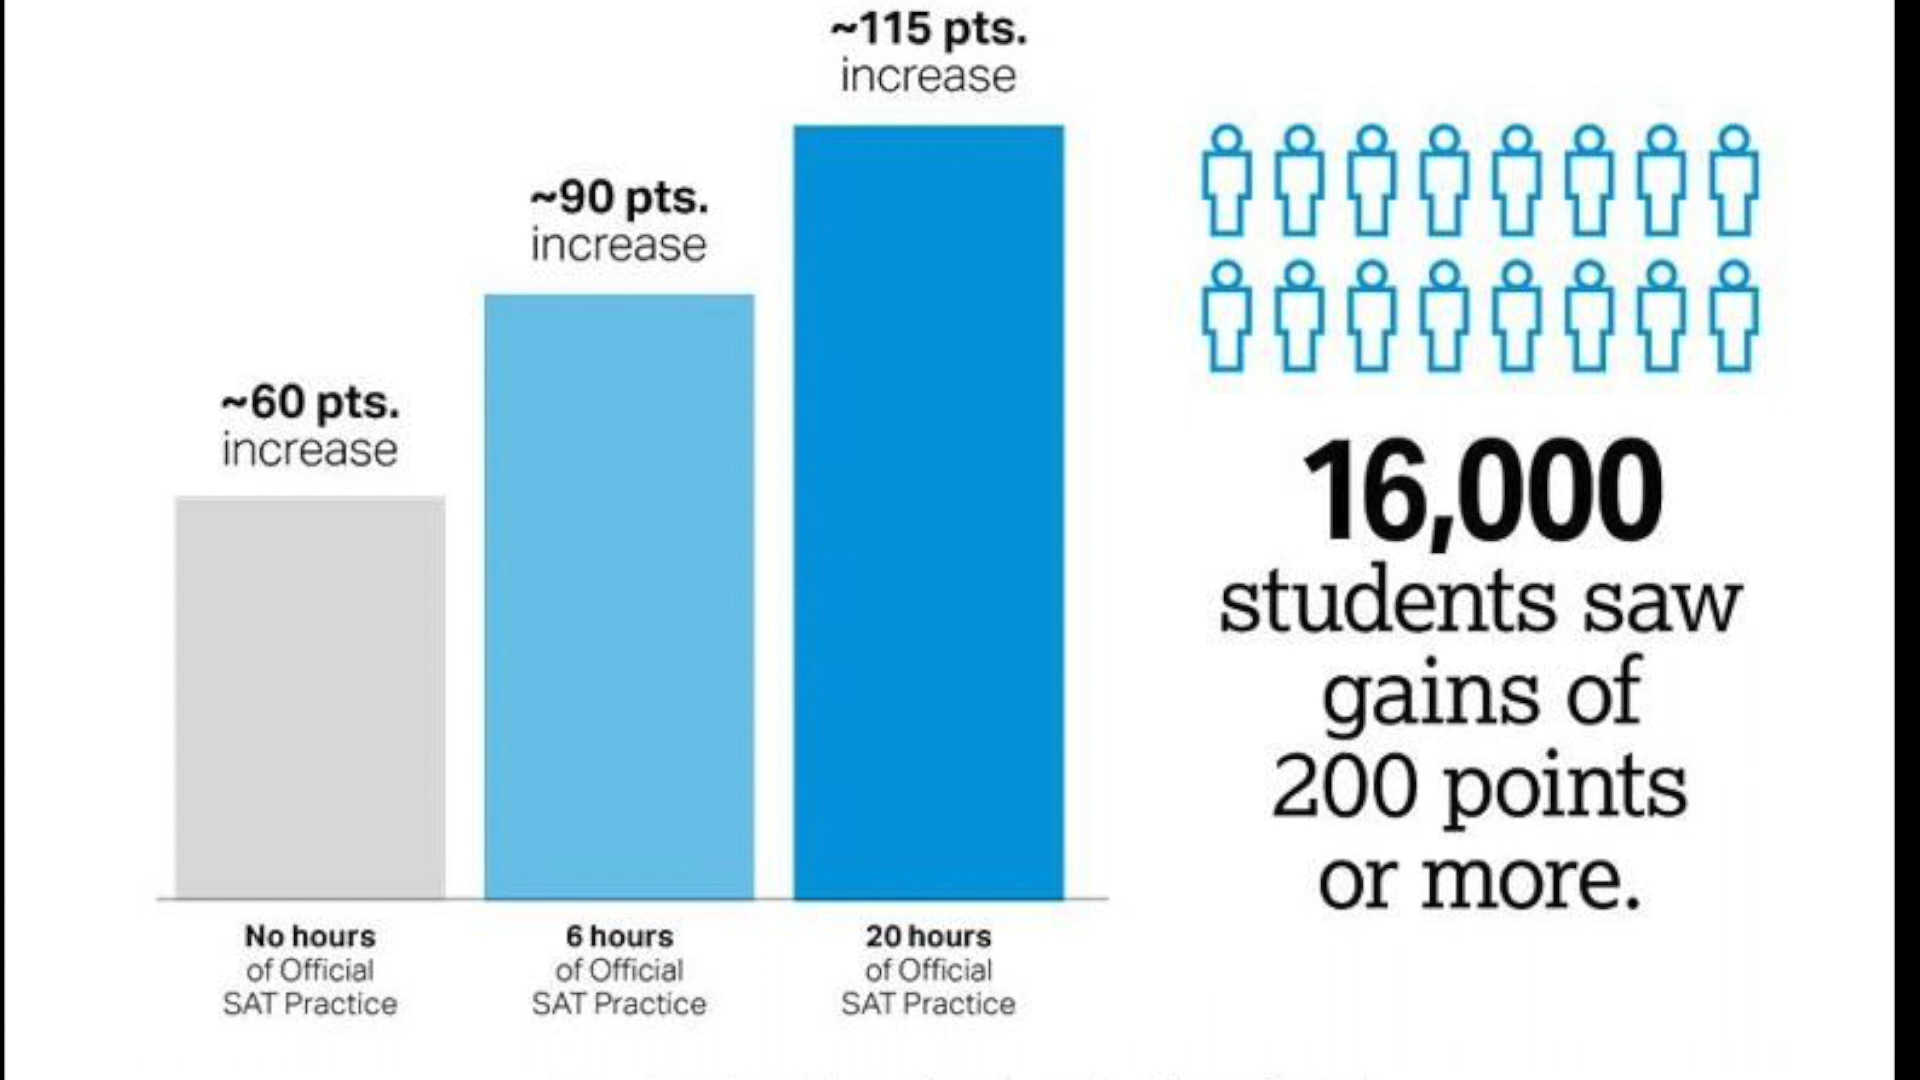 ~115 pts.
increase
~90 pts.
increase
~60 pts.
increase
No hours
of Official
SAT Practice
6 hours
of Official
SAT Practice
20 hours
of Official
SAT Practice
16,000
students saw
gains of
200 points
or more.